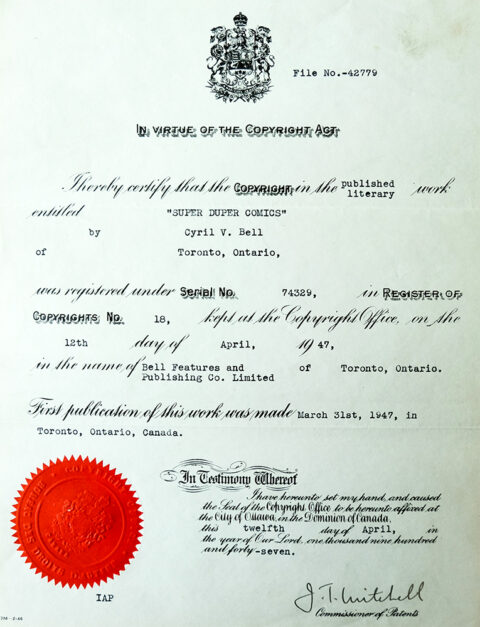 File No.-42779
IN VIRTUE OF THE COPYRIGHT ACT
I hereby certify that the COPYRIGHT in the published literary work
entitled "SUPER DUPER COMICS"
by Cyril V. Bell
of Toronto, Ontario,
was registered under Serial No. 74329, in REGISTER OF
COPYRIGHTS No. 18, kept at the Copyright Office, on the
12th day of April, 1947,
in the name of Bell Features and Publishing Co. Limited of Toronto, Ontario.
First publication of this work was made March 31st, 1947, in
Toronto, Ontario, Canada.
In Testimony Whereof
I have hereunto set my hand, and caused
the Seal of the Copyright Office to be hereunto affixed at
the City of Ottawa, in the Dominion of Canada,
this twelfth day of April, in
the year of Our Lord, one thousand nine hundred
and forty-seven.
IAP
J.T. Mitchell
Commissioner of Patents